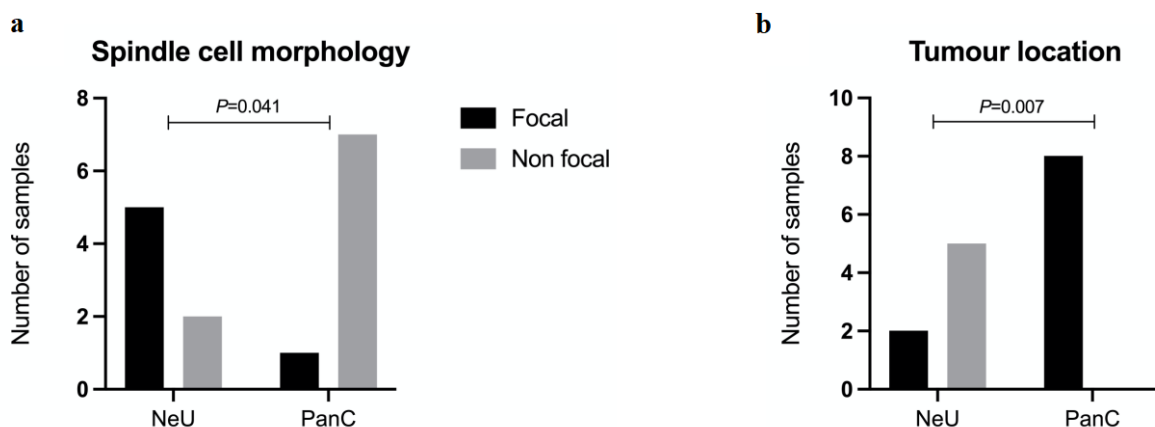 a
Spindle cell morphology
Number of samples
8
6
4
2
0
P=0.041
NeU
PanC
Focal
Non focal
b
Tumour location
Number of samples
10
8
6
4
2
0
P=0.007
NeU
PanC